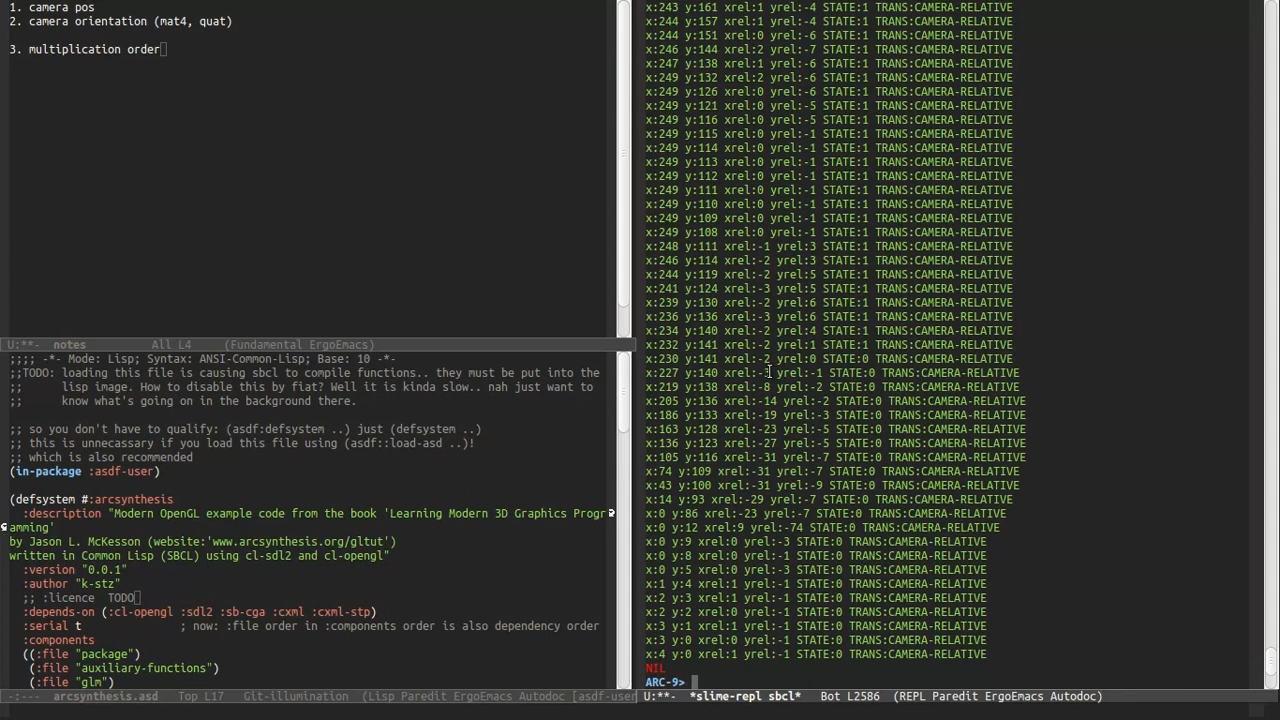 1. camera pos
2. camera orientation (mat4, quat)
3. multiplication order
U:**-  notes          All L4     (Fundamental ErgoEmacs)
;;;; -*- Mode: Lisp; Syntax: ANSI-Common-Lisp; Base: 10 -*-
;;TODO: loading this file is causing sbcl to compile functions.. they must be put into the
;;      lisp image. How to disable this by fiat? Well it is kinda slow.. nah just want to
;;      know what's going on in the background there.
;; so you don't have to qualify: (asdf:defsystem ..) just (defsystem ..)
;; this is unnecassary if you load this file using (asdf::load-asd ..)!
;; which is also recommended
(in-package :asdf-user)
(defsystem #:arcsynthesis
  :description "Modern OpenGL example code from the book 'Learning Modern 3D Graphics Progr
amming'
by Jason L. McKesson (website:'www.arcsynthesis.org/gltut')
written in Common Lisp (SBCL) using cl-sdl2 and cl-opengl"
  :version "0.0.1"
  :author "k-stz"
  ;; :licence  TODO
  :depends-on (:cl-opengl :sdl2 :sb-cga :cxml :cxml-stp)
  :serial t               ; now: :file order in :components order is also dependency order
  :components
  ((:file "package")
   (:file "auxiliary-functions")
   (:file "glm")
-:---  arcsynthesis.asd   Top L17   Git-illumination  (Lisp Paredit ErgoEmacs Autodoc [asdf-user
x:243 y:161 xrel:1 yrel:-4 STATE:1 TRANS:CAMERA-RELATIVE
x:244 y:157 xrel:1 yrel:-4 STATE:1 TRANS:CAMERA-RELATIVE
x:244 y:151 xrel:0 yrel:-6 STATE:1 TRANS:CAMERA-RELATIVE
x:246 y:144 xrel:2 yrel:-7 STATE:1 TRANS:CAMERA-RELATIVE
x:247 y:138 xrel:1 yrel:-6 STATE:1 TRANS:CAMERA-RELATIVE
x:249 y:132 xrel:2 yrel:-6 STATE:1 TRANS:CAMERA-RELATIVE
x:249 y:126 xrel:0 yrel:-6 STATE:1 TRANS:CAMERA-RELATIVE
x:249 y:121 xrel:0 yrel:-5 STATE:1 TRANS:CAMERA-RELATIVE
x:249 y:116 xrel:0 yrel:-5 STATE:1 TRANS:CAMERA-RELATIVE
x:249 y:115 xrel:0 yrel:-1 STATE:1 TRANS:CAMERA-RELATIVE
x:249 y:114 xrel:0 yrel:-1 STATE:1 TRANS:CAMERA-RELATIVE
x:249 y:113 xrel:0 yrel:-1 STATE:1 TRANS:CAMERA-RELATIVE
x:249 y:112 xrel:0 yrel:-1 STATE:1 TRANS:CAMERA-RELATIVE
x:249 y:111 xrel:0 yrel:-1 STATE:1 TRANS:CAMERA-RELATIVE
x:249 y:110 xrel:0 yrel:-1 STATE:1 TRANS:CAMERA-RELATIVE
x:249 y:109 xrel:0 yrel:-1 STATE:1 TRANS:CAMERA-RELATIVE
x:249 y:108 xrel:0 yrel:-1 STATE:1 TRANS:CAMERA-RELATIVE
x:248 y:111 xrel:-1 yrel:3 STATE:1 TRANS:CAMERA-RELATIVE
x:246 y:114 xrel:-2 yrel:3 STATE:1 TRANS:CAMERA-RELATIVE
x:244 y:119 xrel:-2 yrel:5 STATE:1 TRANS:CAMERA-RELATIVE
x:241 y:124 xrel:-3 yrel:5 STATE:1 TRANS:CAMERA-RELATIVE
x:239 y:130 xrel:-2 yrel:6 STATE:1 TRANS:CAMERA-RELATIVE
x:236 y:136 xrel:-3 yrel:6 STATE:1 TRANS:CAMERA-RELATIVE
x:234 y:140 xrel:-2 yrel:4 STATE:1 TRANS:CAMERA-RELATIVE
x:232 y:141 xrel:-2 yrel:1 STATE:1 TRANS:CAMERA-RELATIVE
x:230 y:141 xrel:-2 yrel:0 STATE:0 TRANS:CAMERA-RELATIVE
x:227 y:140 yrel:-1 STATE:0 TRANS:CAMERA-RELATIVE
x:219 y:138 xrel:-8 yrel:-2 STATE:0 TRANS:CAMERA-RELATIVE
x:205 y:136 xrel:-14 yrel:-2 STATE:0 TRANS:CAMERA-RELATIVE
x:186 y:133 xrel:-19 yrel:-3 STATE:0 TRANS:CAMERA-RELATIVE
x:163 y:128 xrel:-23 yrel:-5 STATE:0 TRANS:CAMERA-RELATIVE
x:136 y:123 xrel:-27 yrel:-5 STATE:0 TRANS:CAMERA-RELATIVE
x:105 y:116 xrel:-31 yrel:-7 STATE:0 TRANS:CAMERA-RELATIVE
x:74 y:109 xrel:-31 yrel:-7 STATE:0 TRANS:CAMERA-RELATIVE
x:43 y:100 xrel:-31 yrel:-9 STATE:0 TRANS:CAMERA-RELATIVE
x:14 y:93 xrel:-29 yrel:-7 STATE:0 TRANS:CAMERA-RELATIVE
x:0 y:86 xrel:-23 yrel:-7 STATE:0 TRANS:CAMERA-RELATIVE
x:0 y:12 xrel:9 yrel:-74 STATE:0 TRANS:CAMERA-RELATIVE
x:0 y:9 xrel:0 yrel:-3 STATE:0 TRANS:CAMERA-RELATIVE
x:0 y:8 xrel:0 yrel:-1 STATE:0 TRANS:CAMERA-RELATIVE
x:0 y:5 xrel:0 yrel:-3 STATE:0 TRANS:CAMERA-RELATIVE
x:1 y:4 xrel:1 yrel:-1 STATE:0 TRANS:CAMERA-RELATIVE
x:2 y:3 xrel:1 yrel:-1 STATE:0 TRANS:CAMERA-RELATIVE
x:2 y:2 xrel:0 yrel:-1 STATE:0 TRANS:CAMERA-RELATIVE
x:3 y:1 xrel:1 yrel:-1 STATE:0 TRANS:CAMERA-RELATIVE
x:3 y:0 xrel:0 yrel:-1 STATE:0 TRANS:CAMERA-RELATIVE
x:4 y:0 xrel:1 yrel:-1 STATE:0 TRANS:CAMERA-RELATIVE
NIL
ARC-9>
U:**-  *slime-repl sbcl*   Bot L2586  (REPL Paredit ErgoEmacs Autodoc)